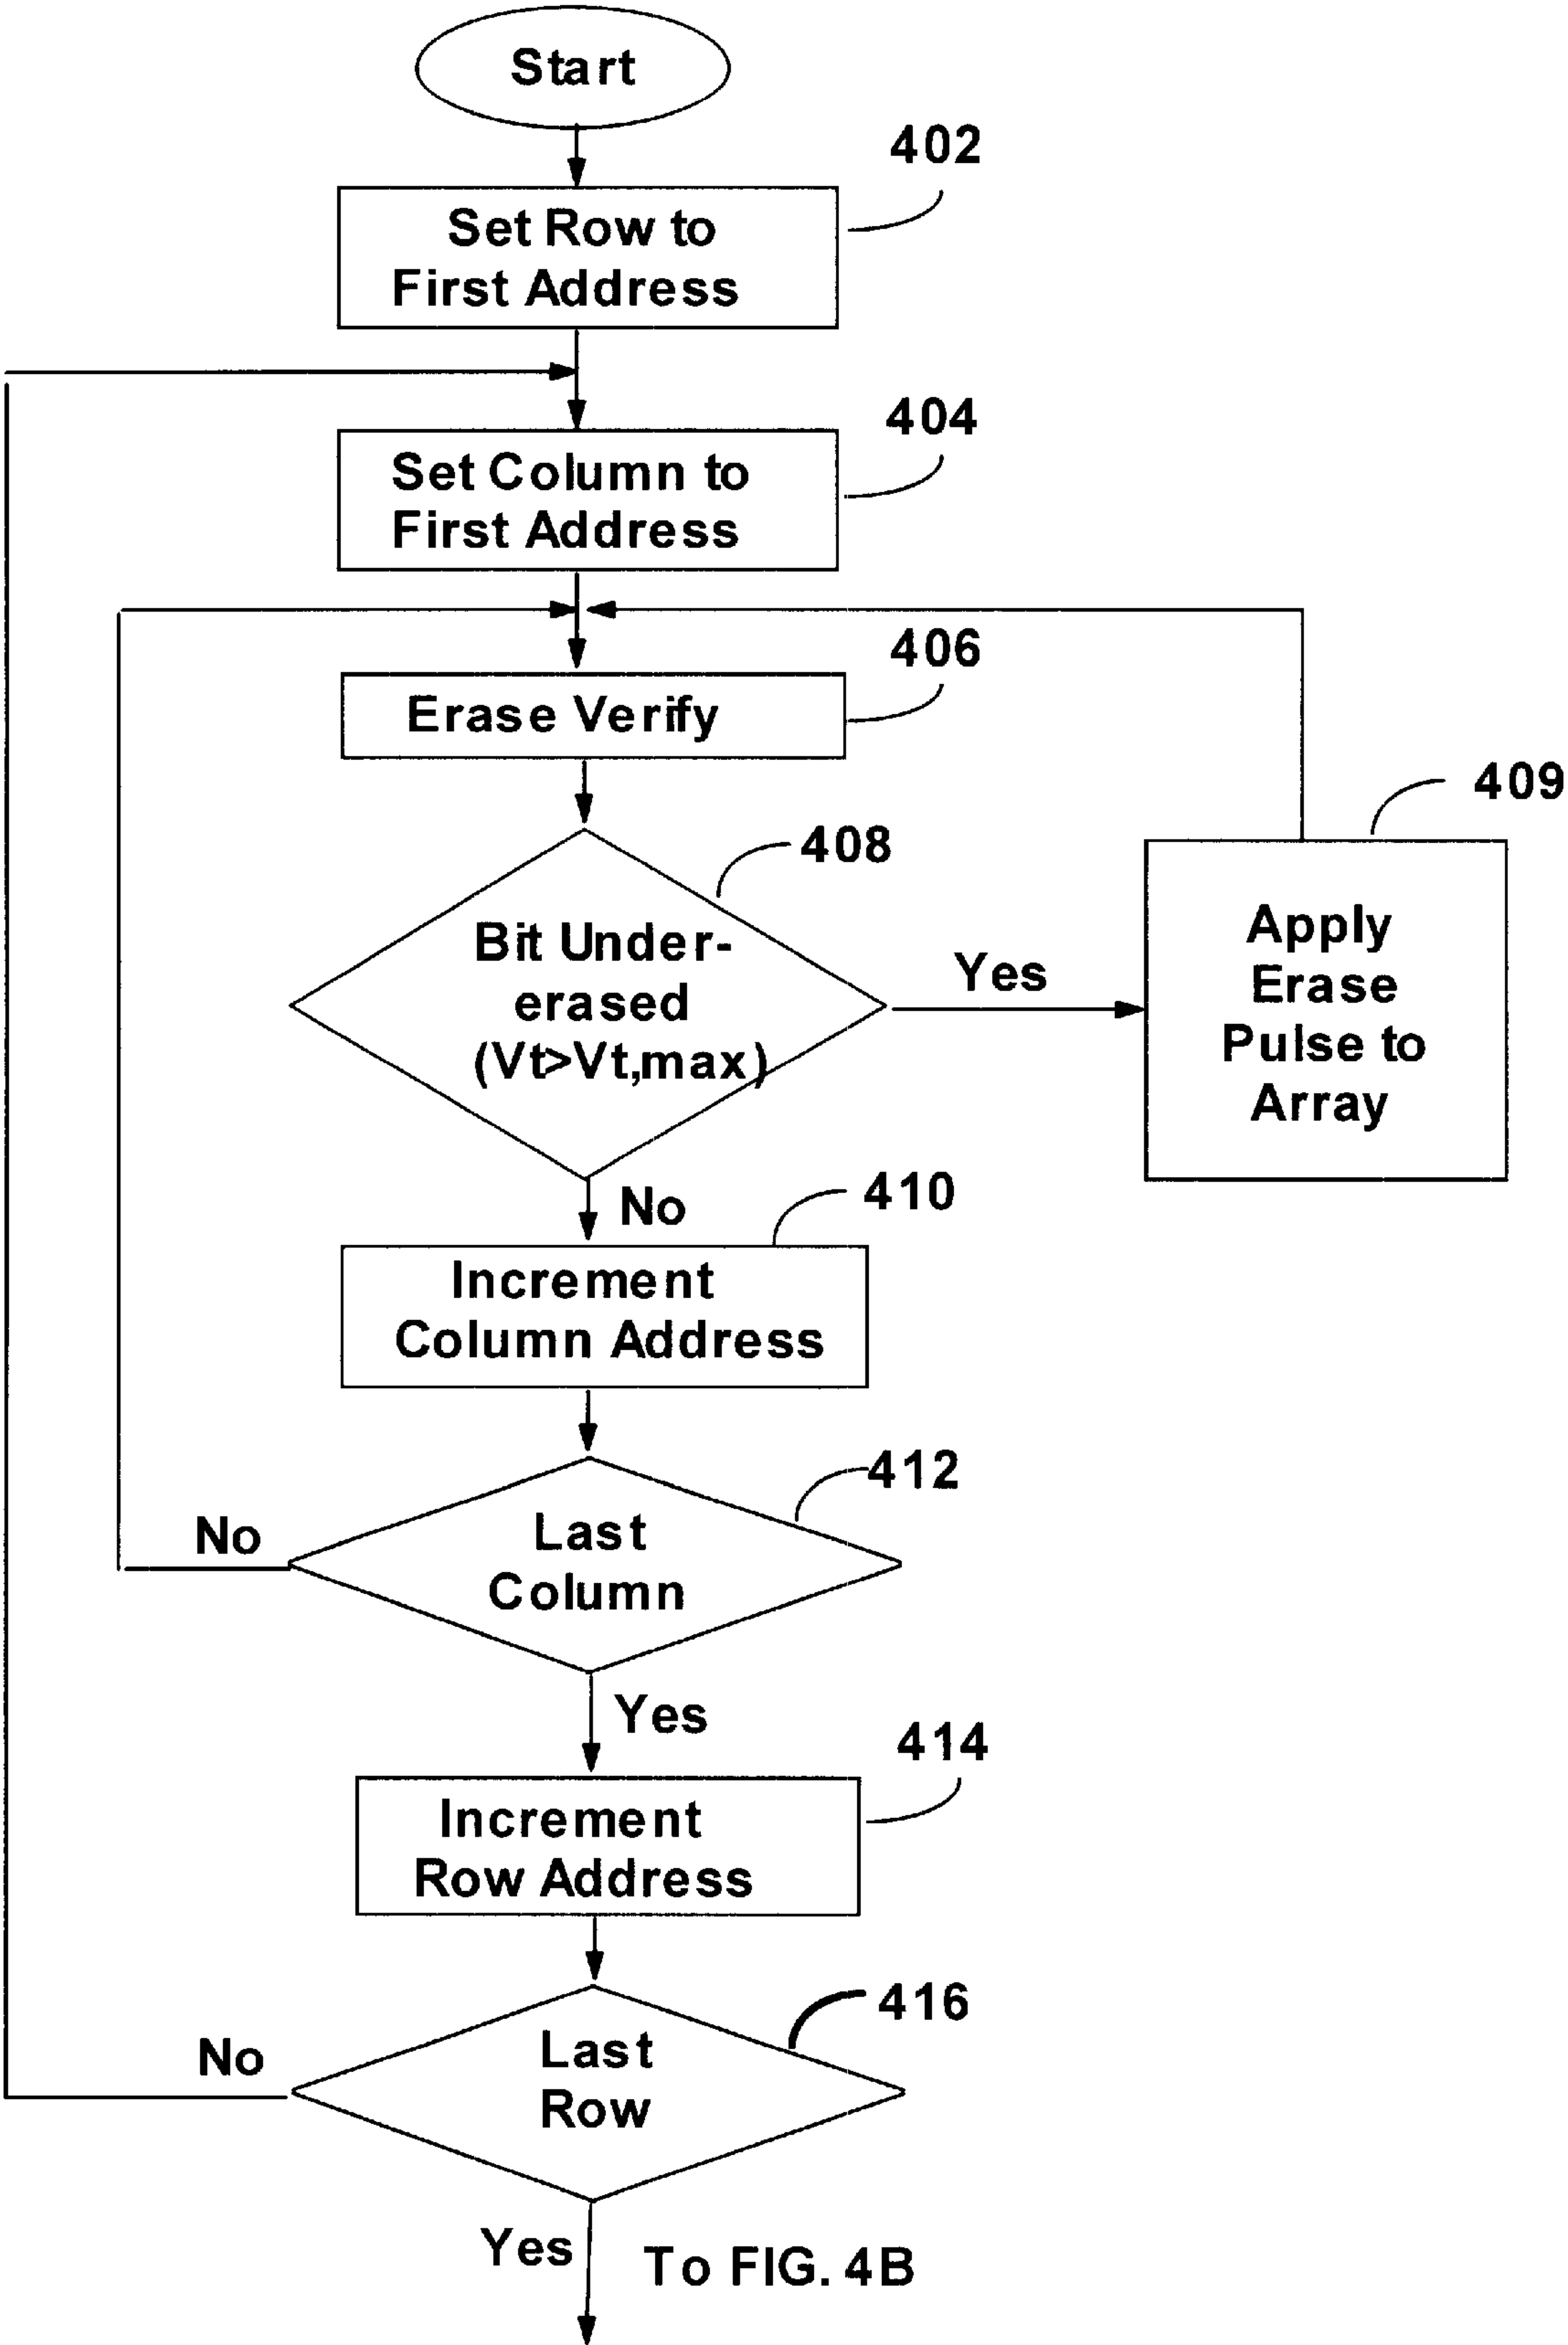 Start
402
Set Row to
First Address
404
Set Column to
First Address
406
Erase Verify
408
409
Bit Under-
erased
(Vt>Vt,max)
Yes
Apply
Erase
Pulse to
Array
No
410
Increment
Column Address
412
No
Last
Column
Yes
414
Increment
Row Address
416
No
Last
Row
Yes
To FIG. 4B